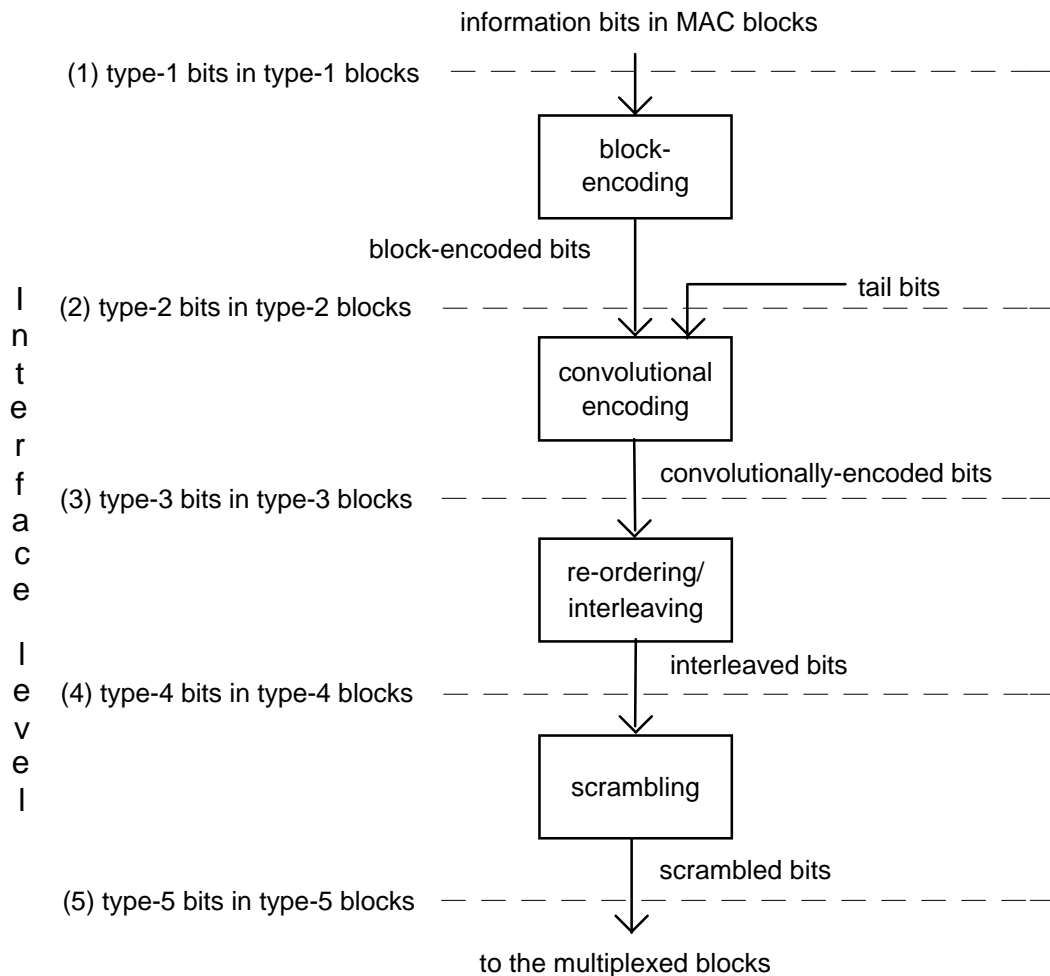 information bits in MAC blocks
(1) type-1 bits in type-1 blocks
block-
encoding
block-encoded bits
tail bits
(2) type-2 bits in type-2 blocks
convolutional
encoding
convolutionally-encoded bits
(3) type-3 bits in type-3 blocks
re-ordering/
interleaving
interleaved bits
(4) type-4 bits in type-4 blocks
scrambling
scrambled bits
(5) type-5 bits in type-5 blocks
to the multiplexed blocks
Interface level